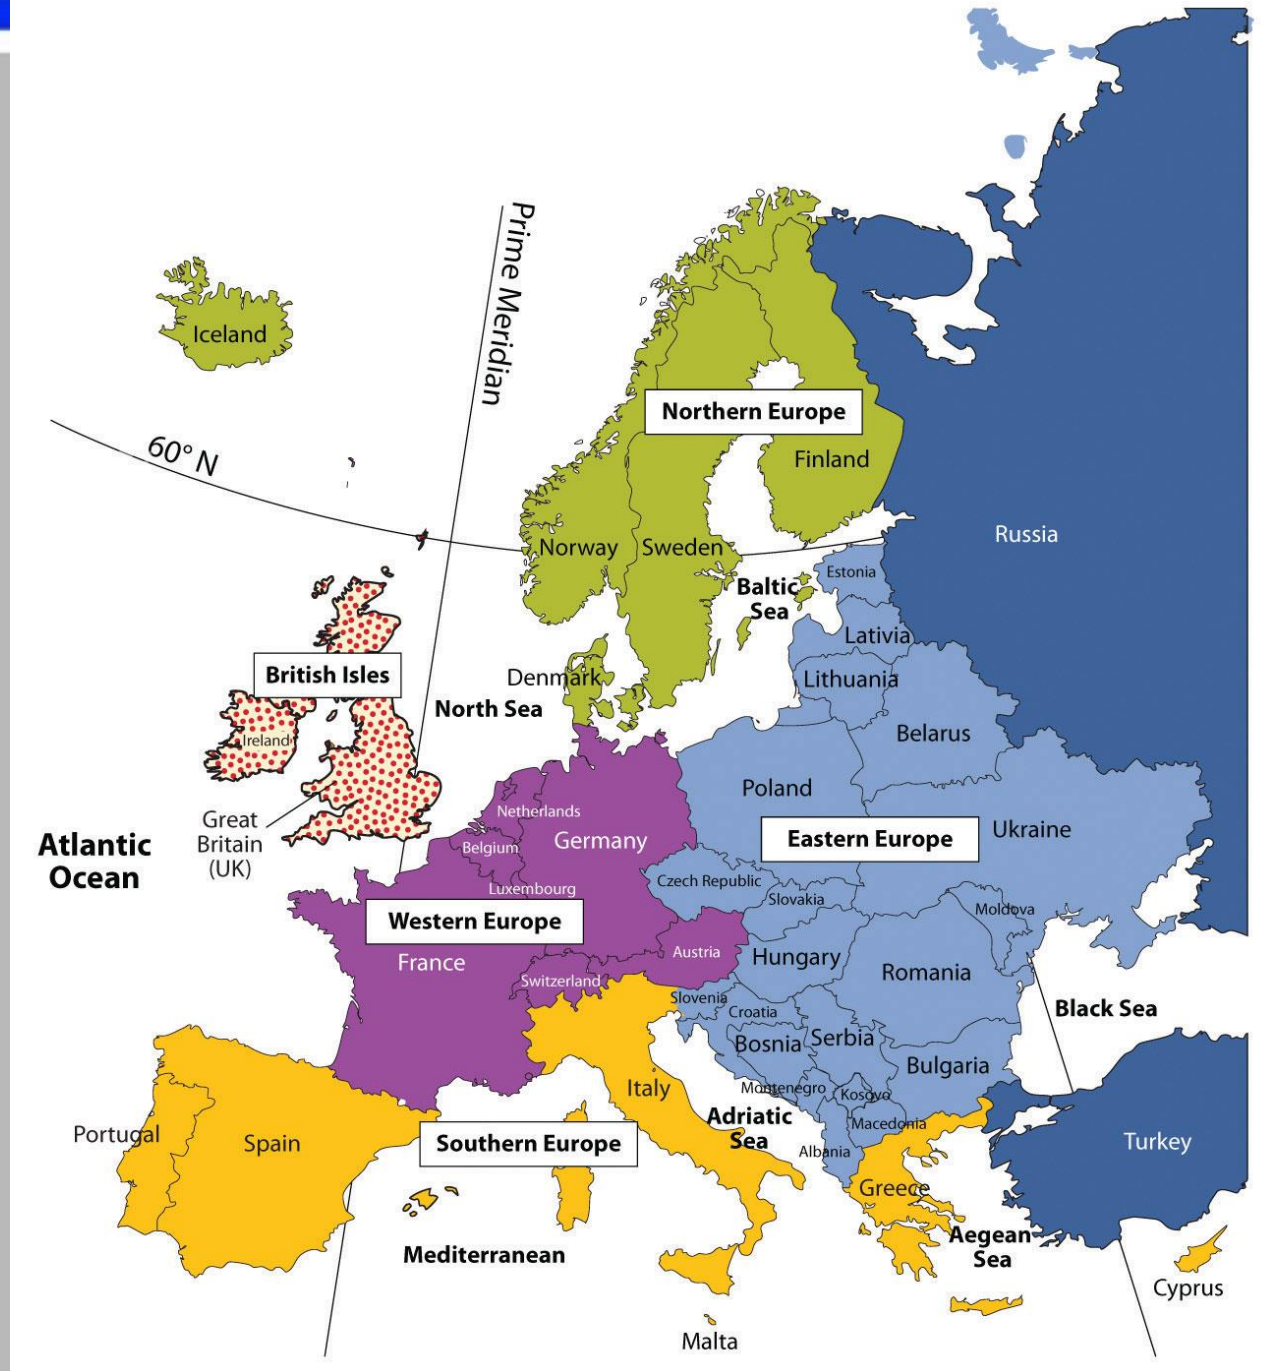 Prime Meridian
Iceland
60° N
Northern Europe
Finland
Russia
Norway
Sweden
Estonia
Baltic
Sea
Lativia
British Isles
Denmark
Lithuania
North Sea
Ireland
Belarus
Poland
Netherlands
Great
Britain
(UK)
Germany
Eastern Europe
Ukraine
Atlantic
Ocean
Belgium
Czech Republic
Luxembourg
Slovakia
Moldova
Western Europe
Austria
France
Hungary
Romania
Switzerland
Slovenia
Croatia
Black Sea
Bosnia
Serbia
Bulgaria
Italy
Montenegro
Kosovo
Adriatic
Sea
Macedonia
Portugal
Spain
Southern Europe
Albania
Turkey
Greece
Mediterranean
Aegean
Sea
Cyprus
Malta